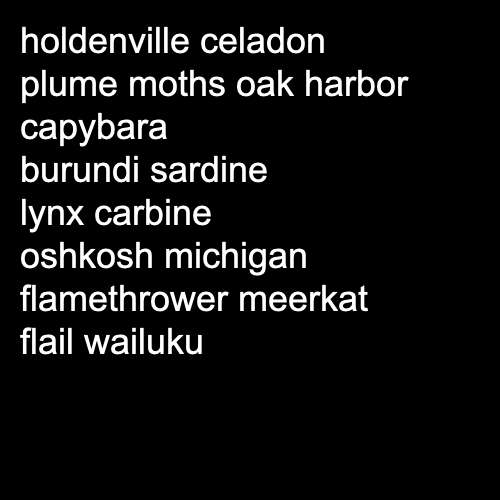 holdenville celadon
plume moths oak harbor
capybara
burundi sardine
lynx carbine
oshkosh michigan
flamethrower meerkat
flail wailuku